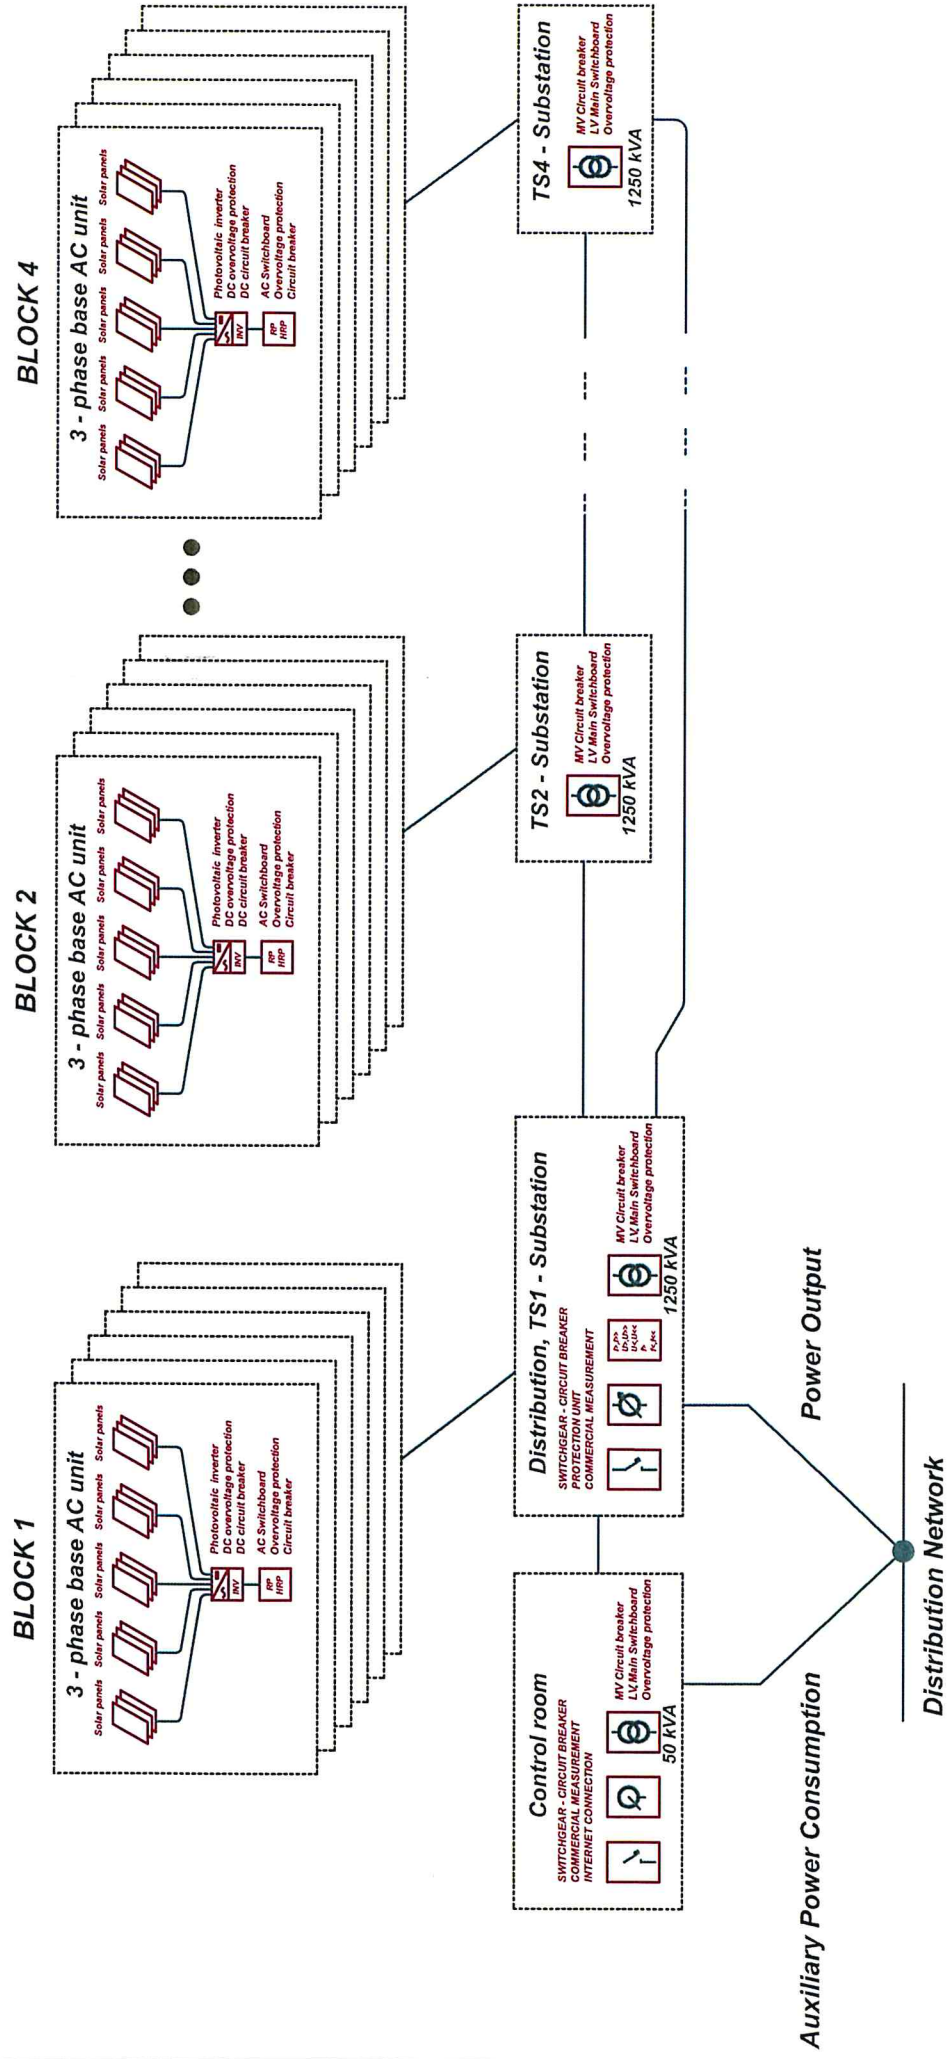 BLOCK 1
3 - phase base AC unit
Solar panels Solar panels Solar panels Solar panels Solar panels
Photovoltaic inverter
DC overvoltage protection
DC circuit breaker
INV
AC Switchboard
Overvoltage protection
Circuit breaker
RP
HRP
BLOCK 2
3 - phase base AC unit
Solar panels Solar panels Solar panels Solar panels Solar panels
Photovoltaic inverter
DC overvoltage protection
DC circuit breaker
INV
AC Switchboard
Overvoltage protection
Circuit breaker
RP
HRP
BLOCK 4
3 - phase base AC unit
Solar panels Solar panels Solar panels Solar panels Solar panels
Photovoltaic inverter
DC overvoltage protection
DC circuit breaker
INV
AC Switchboard
Overvoltage protection
Circuit breaker
RP
HRP
Control room
SWITCHGEAR - CIRCUIT BREAKER
COMMERCIAL MEASUREMENT
INTERNET CONNECTION
MV Circuit breaker
LV, Main Switchboard
Overvoltage protection
50 kVA
Distribution, TS1 - Substation
SWITCHGEAR - CIRCUIT BREAKER
PROTECTION UNIT
COMMERCIAL MEASUREMENT
MV Circuit breaker
LV, Main Switchboard
Overvoltage protection
1250 kVA
TS2 - Substation
MV Circuit breaker
LV Main Switchboard
Overvoltage protection
1250 kVA
TS4 - Substation
MV Circuit breaker
LV Main Switchboard
Overvoltage protection
1250 kVA
Auxiliary Power Consumption
Power Output
Distribution Network